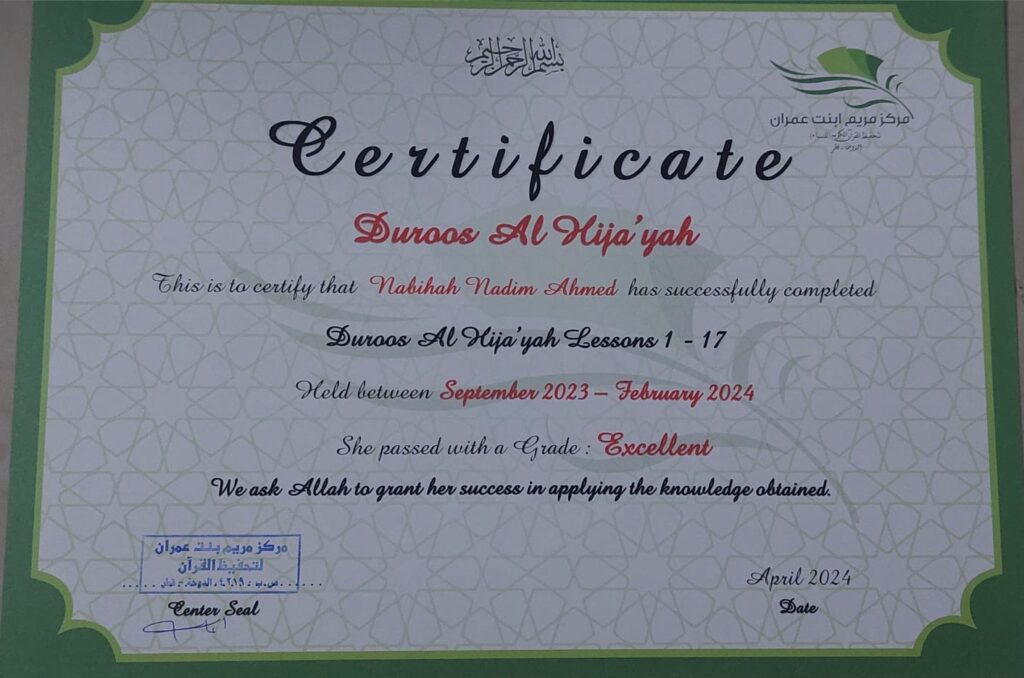 بسم الله الرحمن الرحيم
مركز مريم ابنت عمران
Certificate
Duroos Al Hija'yah
This is to certify that Nabihah Nadim Ahmed has successfully completed
Duroos Al Hija'yah Lessons 1 - 17
Held between September 2023 – February 2024
She passed with a Grade : Excellent
We ask Allah to grant her success in applying the knowledge obtained.
مركز مريم بنت عمران
لتحفيظ القرآن
ص.ب - ٤٢١٩ ، الدوحة - قطر
Center Seal
April 2024
Date